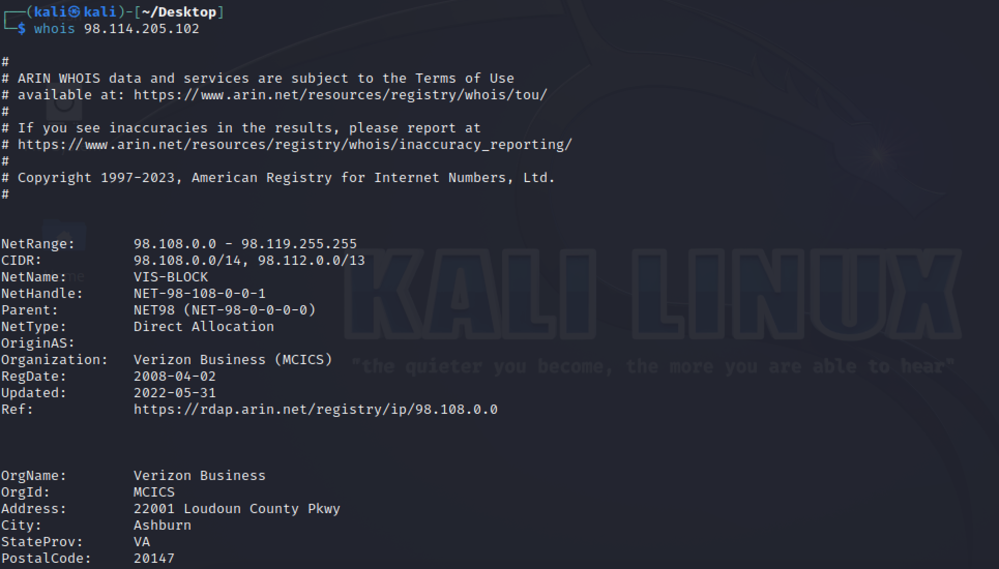 ┌──(kali㉿kali)-[~/Desktop]
└─$ whois 98.114.205.102
#
# ARIN WHOIS data and services are subject to the Terms of Use
# available at: https://www.arin.net/resources/registry/whois/tou/
#
# If you see inaccuracies in the results, please report at
# https://www.arin.net/resources/registry/whois/inaccuracy_reporting/
#
# Copyright 1997-2023, American Registry for Internet Numbers, Ltd.
#
NetRange:       98.108.0.0 - 98.119.255.255
CIDR:           98.108.0.0/14, 98.112.0.0/13
NetName:        VIS-BLOCK
NetHandle:      NET-98-108-0-0-1
Parent:         NET98 (NET-98-0-0-0-0)
NetType:        Direct Allocation
OriginAS:
Organization:   Verizon Business (MCICS)
RegDate:        2008-04-02
Updated:        2022-05-31
Ref:            https://rdap.arin.net/registry/ip/98.108.0.0
OrgName:        Verizon Business
OrgId:          MCICS
Address:        22001 Loudoun County Pkwy
City:           Ashburn
StateProv:      VA
PostalCode:     20147
KALI LINUX
"the quieter you become, the more you are able to hear"